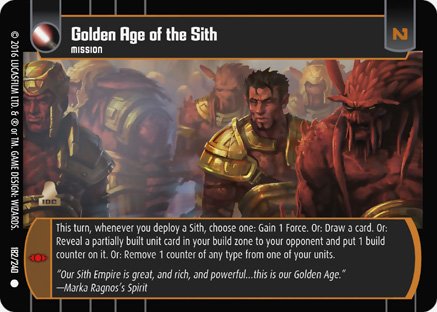 Golden Age of the Sith
MISSION
N
© 2016 LUCASFILM LTD. & ® or TM. GAME DESIGN: WIZARDS.
182/240
This turn, whenever you deploy a Sith, choose one: Gain 1 Force. Or: Draw a card. Or:
Reveal a partially built unit card in your build zone to your opponent and put 1 build
counter on it. Or: Remove 1 counter of any type from one of your units.
"Our Sith Empire is great, and rich, and powerful...this is our Golden Age."
—Marka Ragnos's Spirit